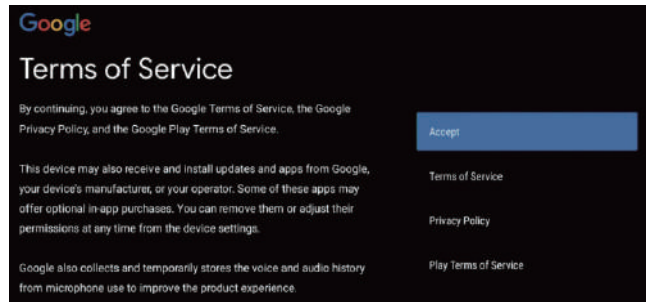 Google
Terms of Service
By continuing, you agree to the Google Terms of Service, the Google
Privacy Policy, and the Google Play Terms of Service.
This device may also receive and install updates and apps from Google,
your device's manufacturer, or your operator. Some of these apps may
offer optional in-app purchases. You can remove them or adjust their
permissions at any time from the device settings.
Google also collects and temporarily stores the voice and audio history
from microphone use to improve the product experience.
Accept
Terms of Service
Privacy Policy
Play Terms of Service